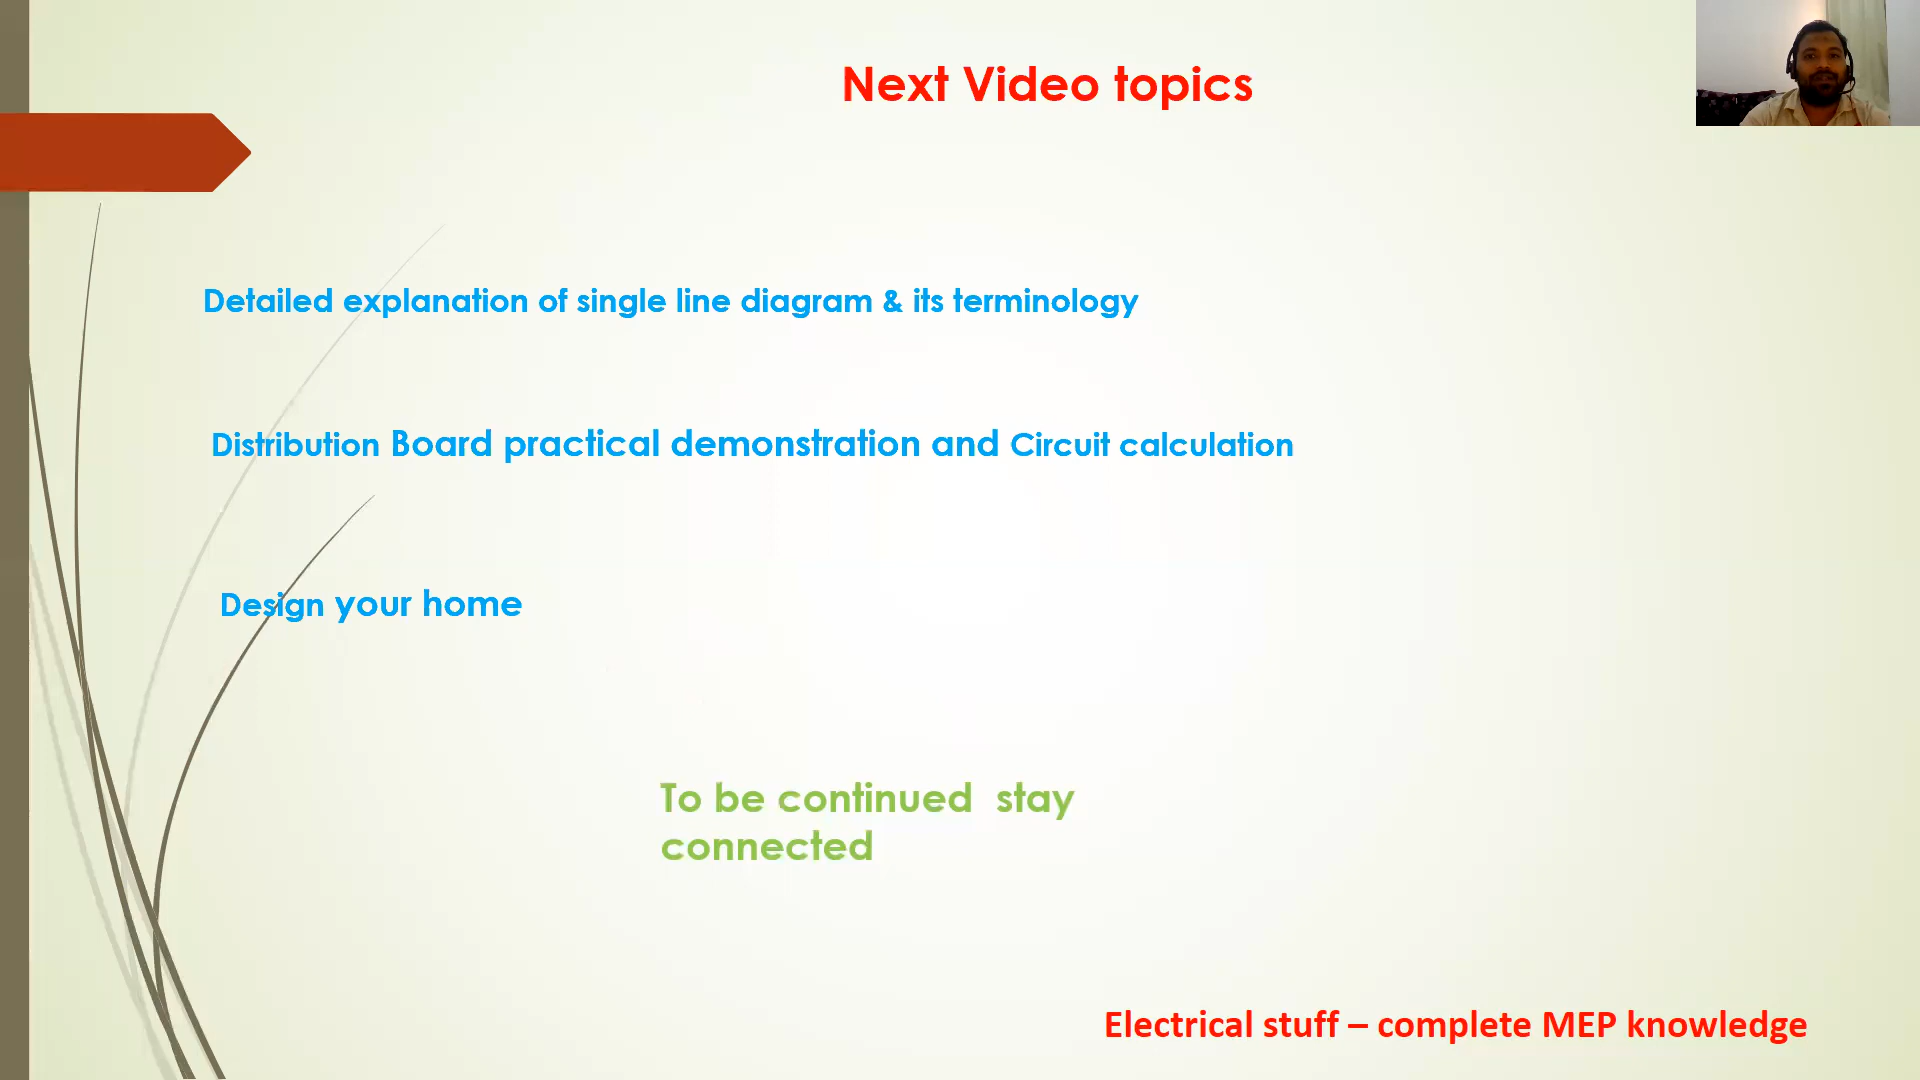 Next Video topics
Detailed explanation of single line diagram & its terminology
Distribution Board practical demonstration and Circuit calculation
Design your home
To be continued  stay
connected
Electrical stuff – complete MEP knowledge